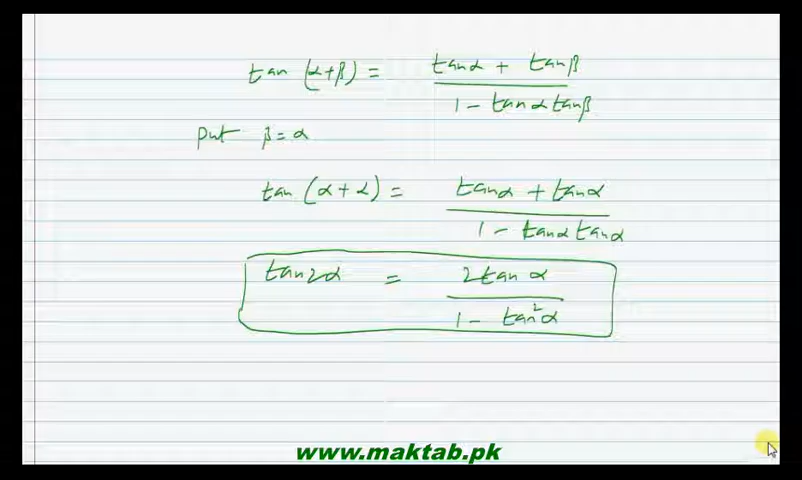 tan (α+β) = (tanα + tanβ) / (1 - tanα tanβ)
put β = α
tan (α + α) = (tanα + tanα) / (1 - tanα tanα)
tan2α = (2tan α) / (1 - tan²α)
www.maktab.pk